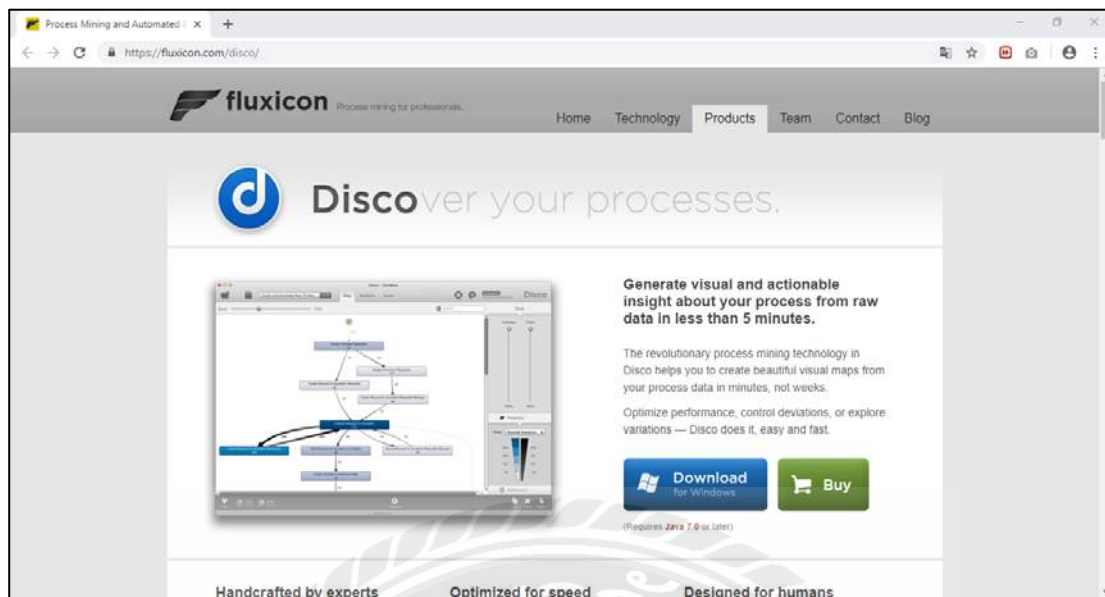 Process Mining and Automated
https://fluxicon.com/disco/
fluxicon Process mining for professionals.
Home Technology Products Team Contact Blog
Discover your processes.
Disco
Generate visual and actionable
insight about your process from raw
data in less than 5 minutes.
The revolutionary process mining technology in
Disco helps you to create beautiful visual maps from
your process data in minutes, not weeks.
Optimize performance, control deviations, or explore
variations — Disco does it, easy and fast.
Download
for Windows
Buy
(Requires Java 7.0 or later)
Handcrafted by experts Optimized for speed Designed for humans